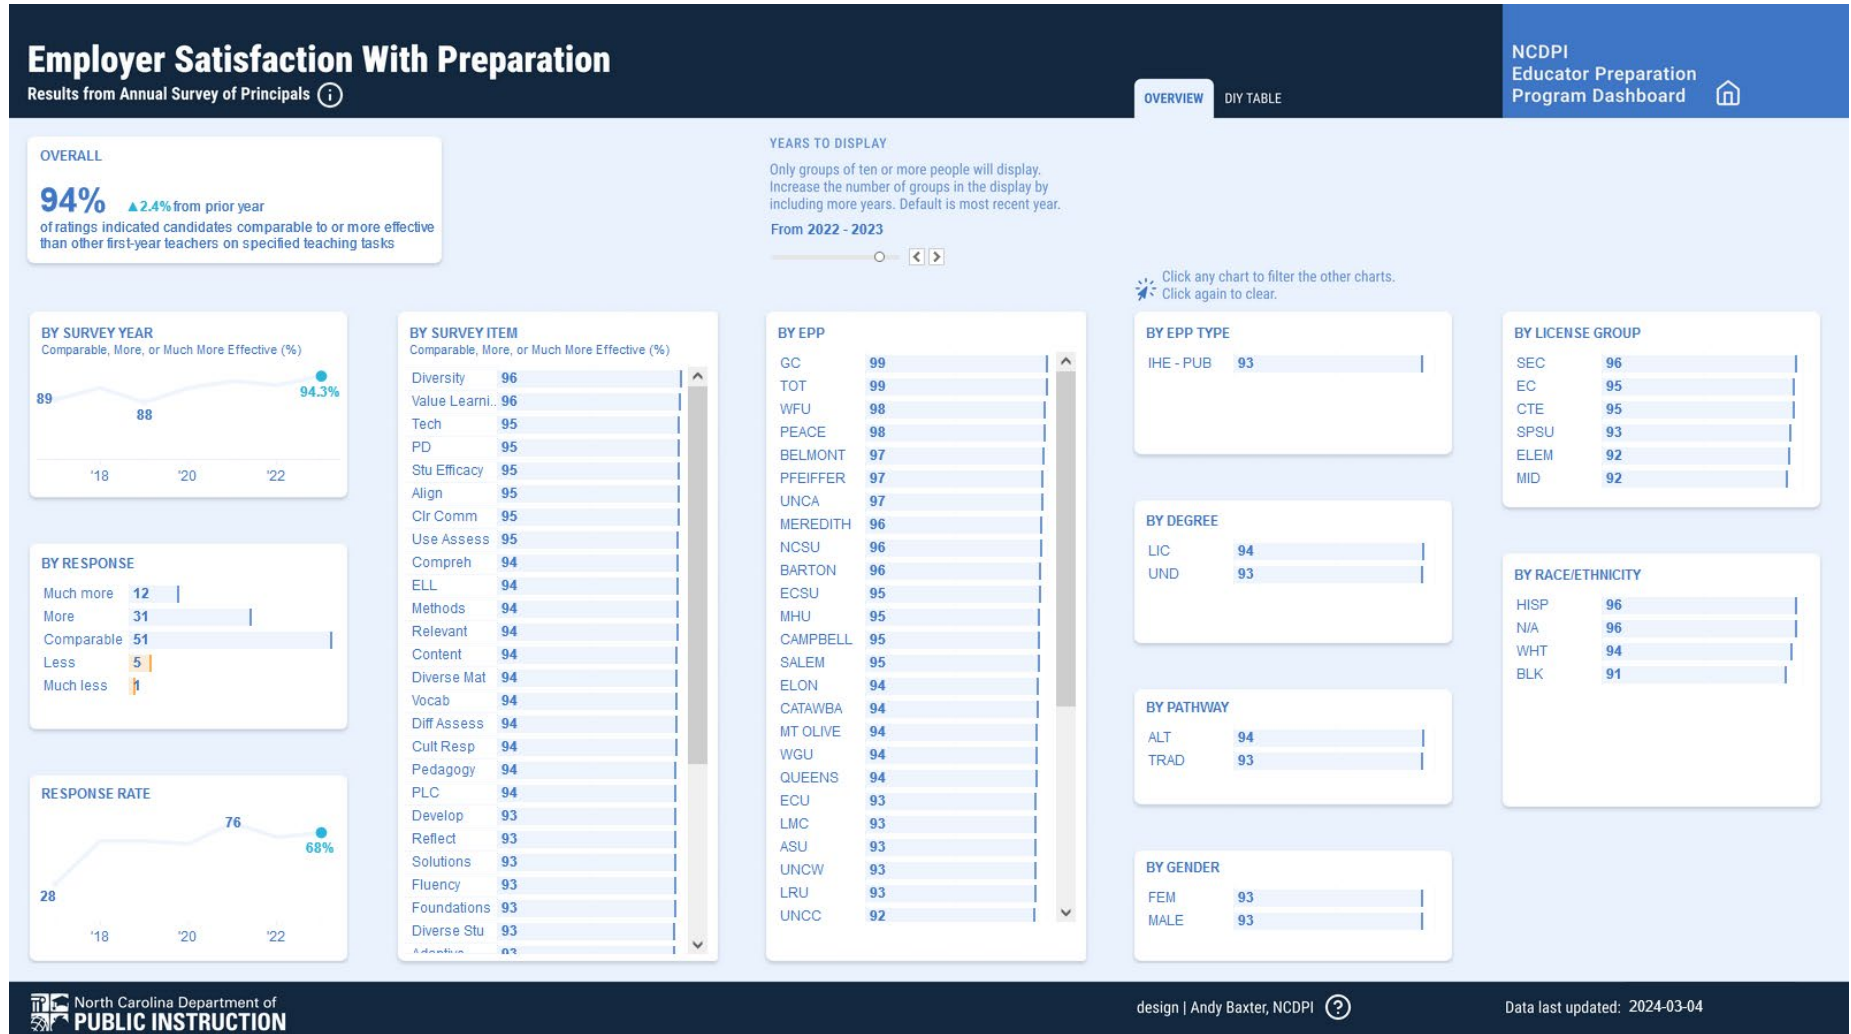 Employer Satisfaction With Preparation
Results from Annual Survey of Principals
OVERVIEW
DIY TABLE
NCDPI
Educator Preparation
Program Dashboard
OVERALL
94% ▲2.4% from prior year
of ratings indicated candidates comparable to or more effective
than other first-year teachers on specified teaching tasks
YEARS TO DISPLAY
Only groups of ten or more people will display.
Increase the number of groups in the display by
including more years. Default is most recent year.
From 2022 - 2023
Click any chart to filter the other charts.
Click again to clear.
BY SURVEY YEAR
Comparable, More, or Much More Effective (%)
89
88
94.3%
'18 '20 '22
BY RESPONSE
Much more 12
More 31
Comparable 51
Less 5
Much less 1
RESPONSE RATE
28
76
68%
'18 '20 '22
BY SURVEY ITEM
Comparable, More, or Much More Effective (%)
Diversity 96
Value Learni.. 96
Tech 95
PD 95
Stu Efficacy 95
Align 95
Clr Comm 95
Use Assess 95
Compreh 94
ELL 94
Methods 94
Relevant 94
Content 94
Diverse Mat 94
Vocab 94
Diff Assess 94
Cult Resp 94
Pedagogy 94
PLC 94
Develop 93
Reflect 93
Solutions 93
Fluency 93
Foundations 93
Diverse Stu 93
Adaptive 93
BY EPP
GC 99
TOT 99
WFU 98
PEACE 98
BELMONT 97
PFEIFFER 97
UNCA 97
MEREDITH 96
NCSU 96
BARTON 96
ECSU 95
MHU 95
CAMPBELL 95
SALEM 95
ELON 94
CATAWBA 94
MT OLIVE 94
WGU 94
QUEENS 94
ECU 93
LMC 93
ASU 93
UNCW 93
LRU 93
UNCC 92
BY EPP TYPE
IHE - PUB 93
BY DEGREE
LIC 94
UND 93
BY PATHWAY
ALT 94
TRAD 93
BY GENDER
FEM 93
MALE 93
BY LICENSE GROUP
SEC 96
EC 95
CTE 95
SPSU 93
ELEM 92
MID 92
BY RACE/ETHNICITY
HISP 96
N/A 96
WHT 94
BLK 91
North Carolina Department of
PUBLIC INSTRUCTION
design | Andy Baxter, NCDPI
Data last updated: 2024-03-04